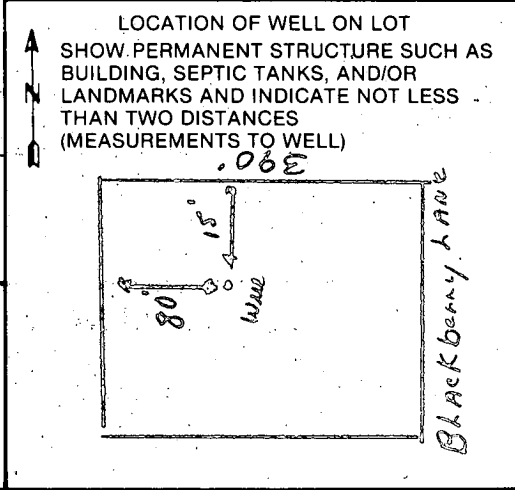 LOCATION OF WELL ON LOT
SHOW PERMANENT STRUCTURE SUCH AS
BUILDING, SEPTIC TANKS, AND/OR
LANDMARKS AND INDICATE NOT LESS
THAN TWO DISTANCES
(MEASUREMENTS TO WELL)
N
390'
15'
80'
Well
Blackberry LANE